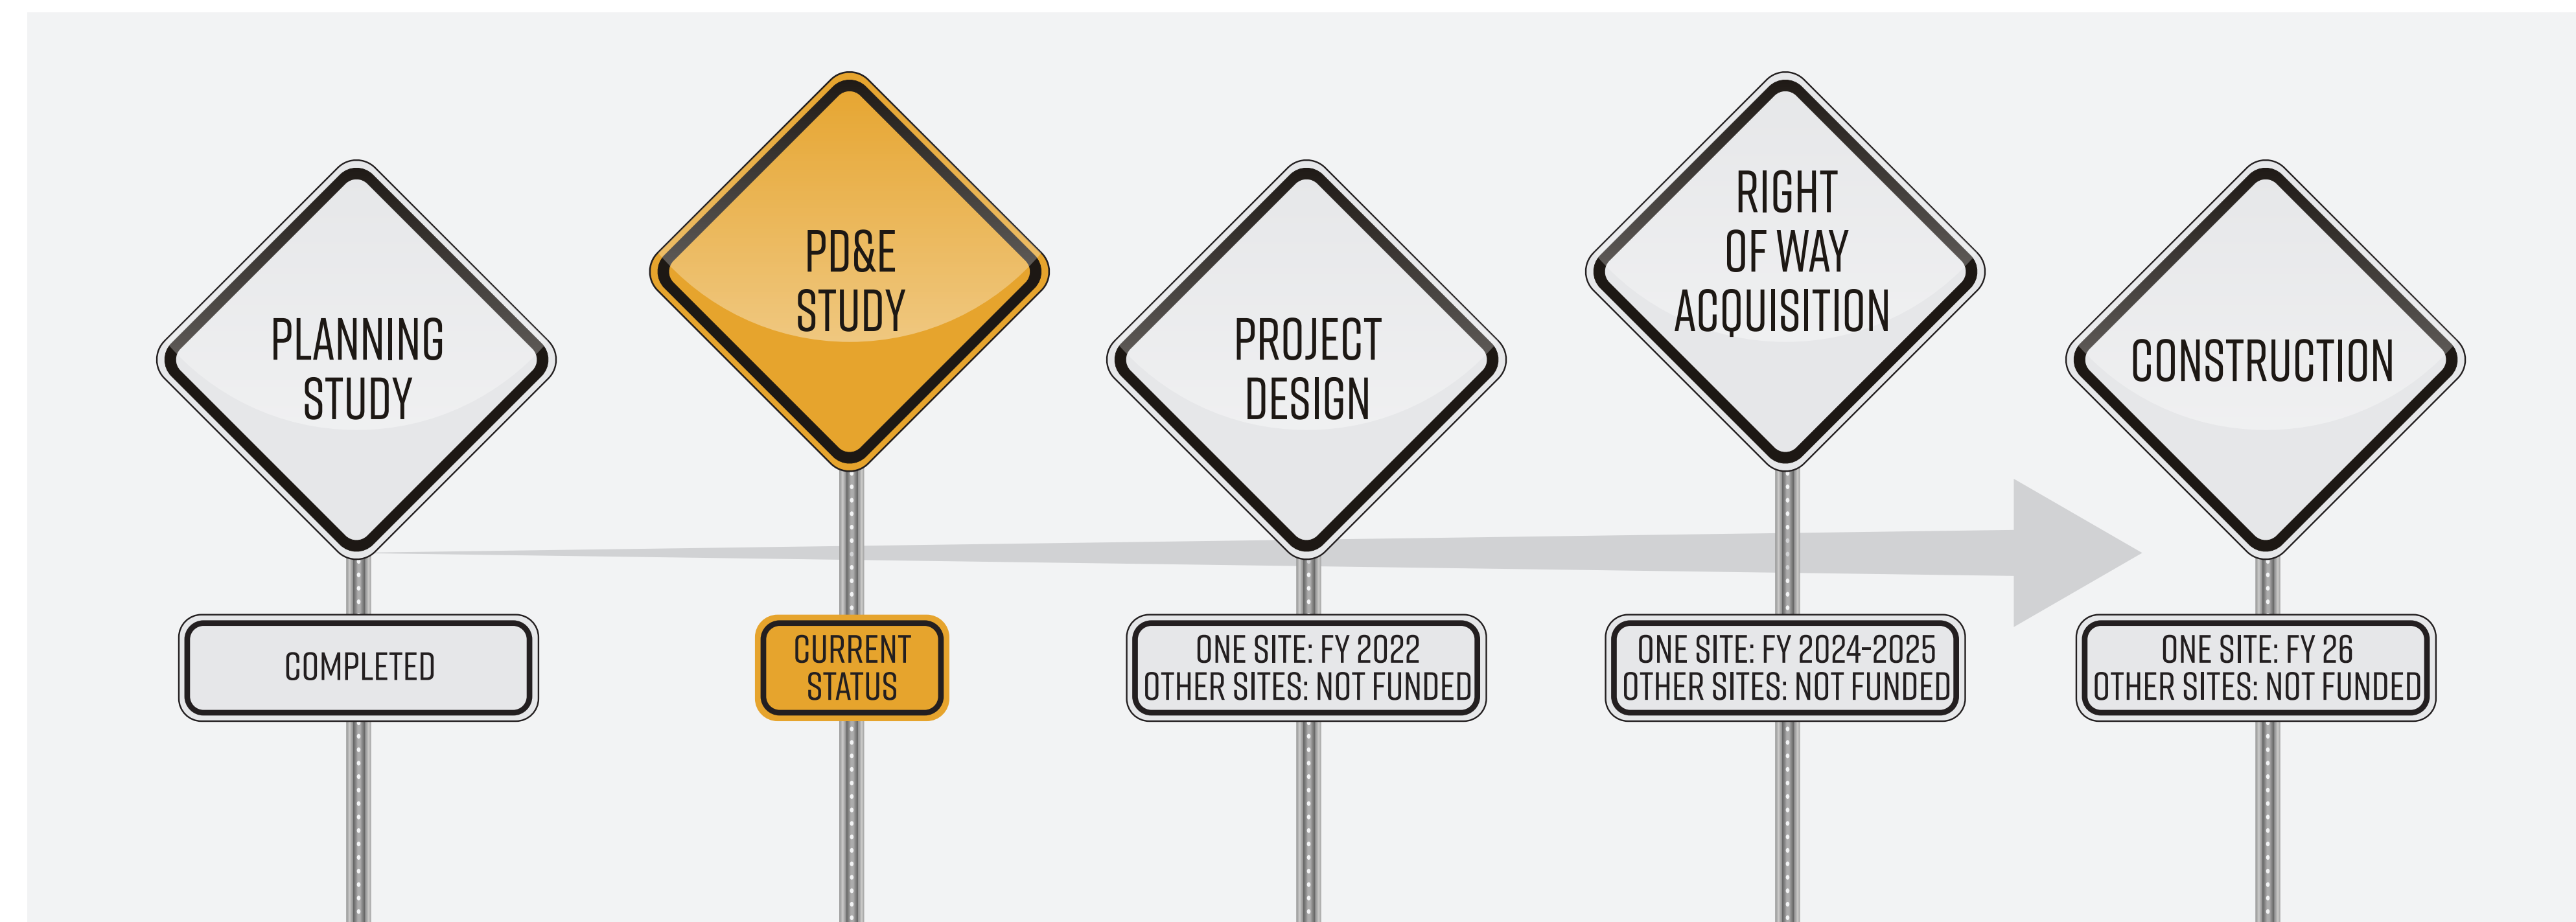 PLANNING
STUDY
COMPLETED
PD&E
STUDY
CURRENT
STATUS
PROJECT
DESIGN
ONE SITE: FY 2022
OTHER SITES: NOT FUNDED
RIGHT
OF WAY
ACQUISITION
ONE SITE: FY 2024-2025
OTHER SITES: NOT FUNDED
CONSTRUCTION
ONE SITE: FY 26
OTHER SITES: NOT FUNDED